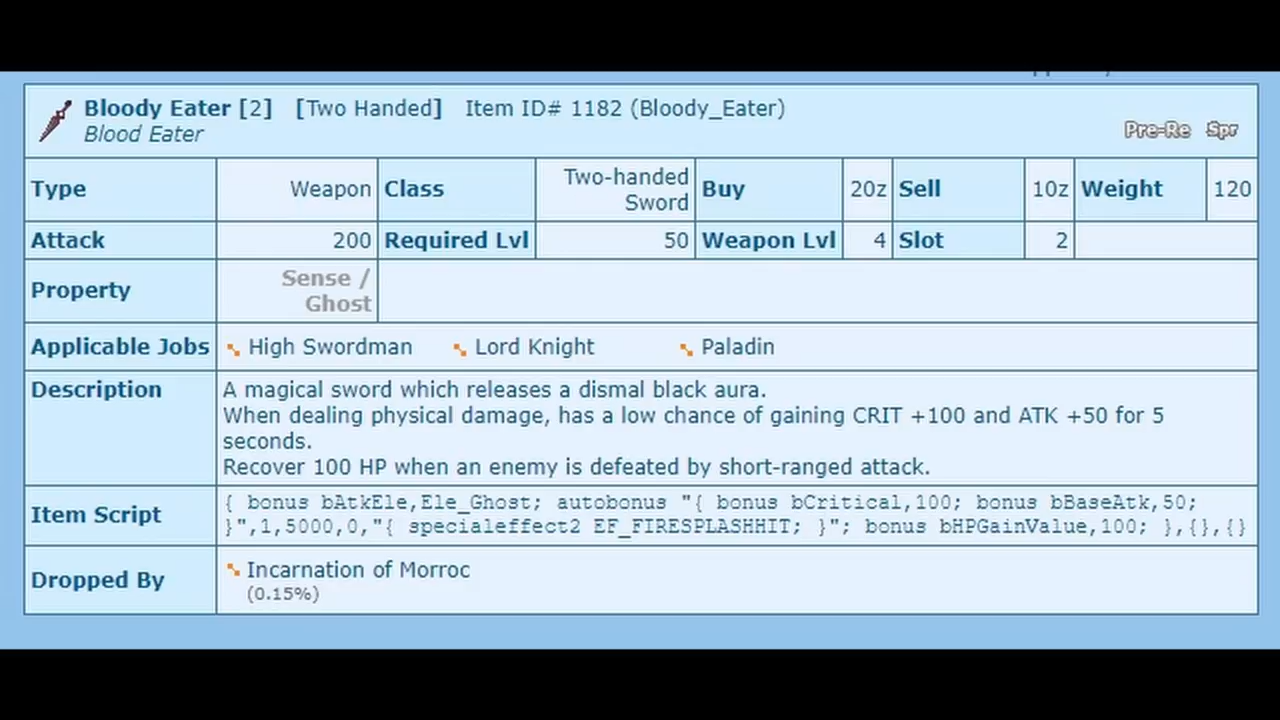 Bloody Eater [2] [Two Handed] Item ID# 1182 (Bloody_Eater)
Blood Eater
Pre-Re Spr
Type Weapon Class Two-handed Sword Buy 20z Sell 10z Weight 120
Attack 200 Required Lvl 50 Weapon Lvl 4 Slot 2
Property Sense / Ghost
Applicable Jobs High Swordman Lord Knight Paladin
Description A magical sword which releases a dismal black aura.
When dealing physical damage, has a low chance of gaining CRIT +100 and ATK +50 for 5
seconds.
Recover 100 HP when an enemy is defeated by short-ranged attack.
Item Script { bonus bAtkEle,Ele_Ghost; autobonus "{ bonus bCritical,100; bonus bBaseAtk,50;
}",1,5000,0,"{ specialeffect2 EF_FIRESPLASHHIT; }"; bonus bHPGainValue,100; },{},{}
Dropped By Incarnation of Morroc
(0.15%)